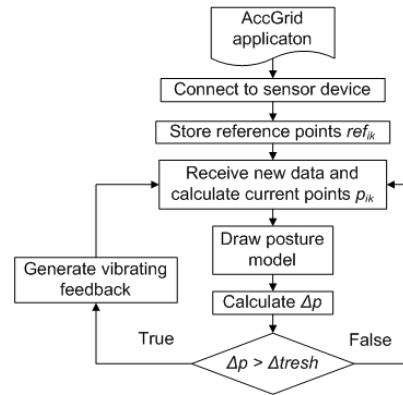 AccGrid
applicaton
Connect to sensor device
Store reference points ref_ik
Receive new data and
calculate current points p_ik
Draw posture
model
Generate vibrating
feedback
Calculate Δp
True
False
Δp > Δtresh